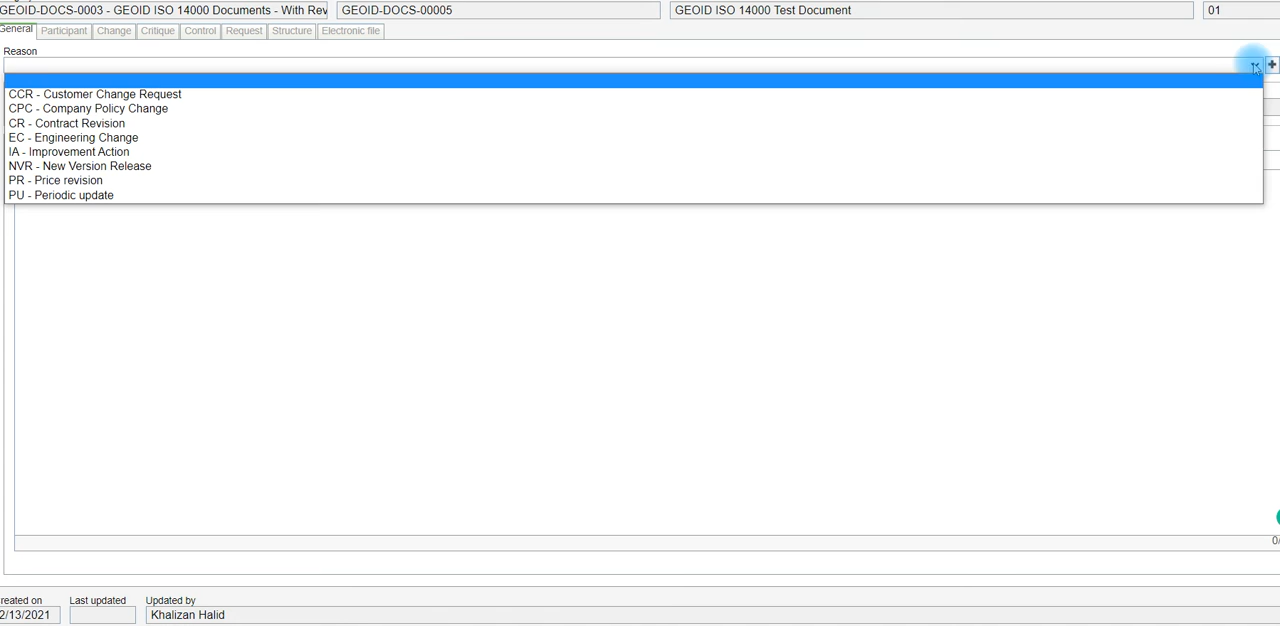 GEOID-DOCS-0003 - GEOID ISO 14000 Documents - With Rev GEOID-DOCS-00005 GEOID ISO 14000 Test Document 01
General Participant Change Critique Control Request Structure Electronic file
Reason
CCR - Customer Change Request
CPC - Company Policy Change
CR - Contract Revision
EC - Engineering Change
IA - Improvement Action
NVR - New Version Release
PR - Price revision
PU - Periodic update
0/
reated on Last updated Updated by
2/13/2021 Khalizan Halid